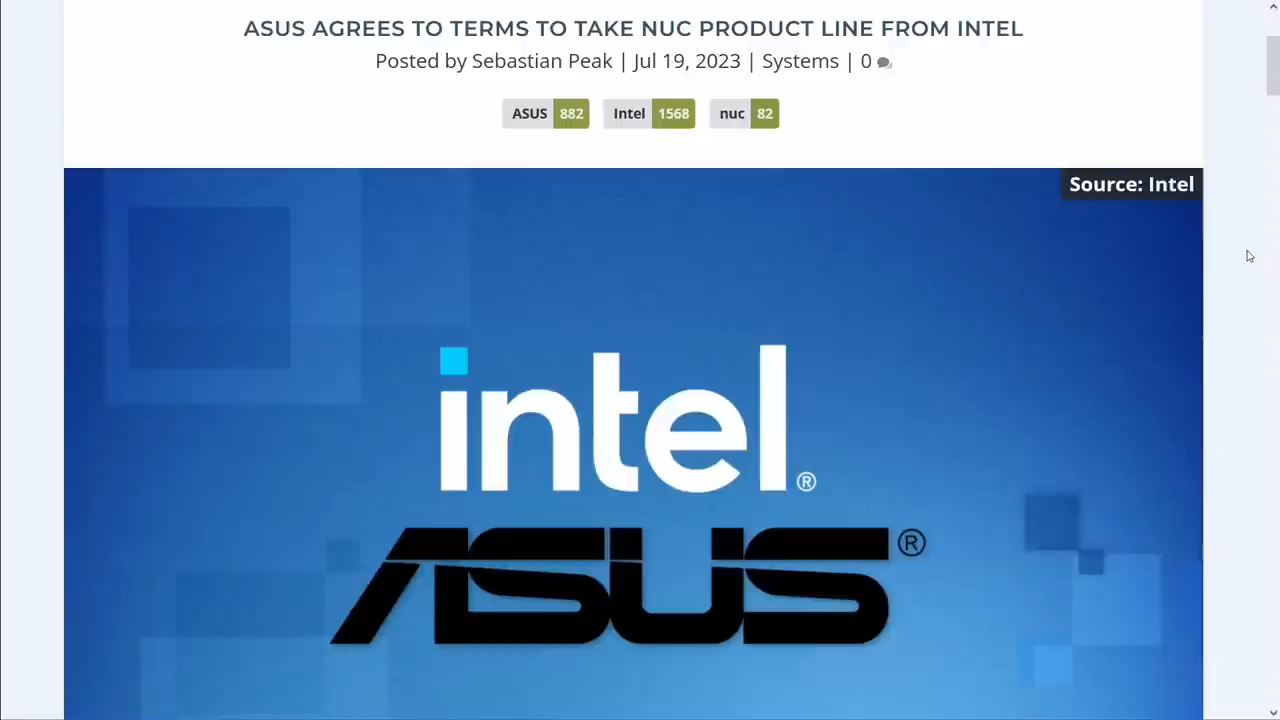 ASUS AGREES TO TERMS TO TAKE NUC PRODUCT LINE FROM INTEL
Posted by Sebastian Peak | Jul 19, 2023 | Systems | 0
ASUS 882 Intel 1568 nuc 82
Source: Intel
intel®
ASUS®